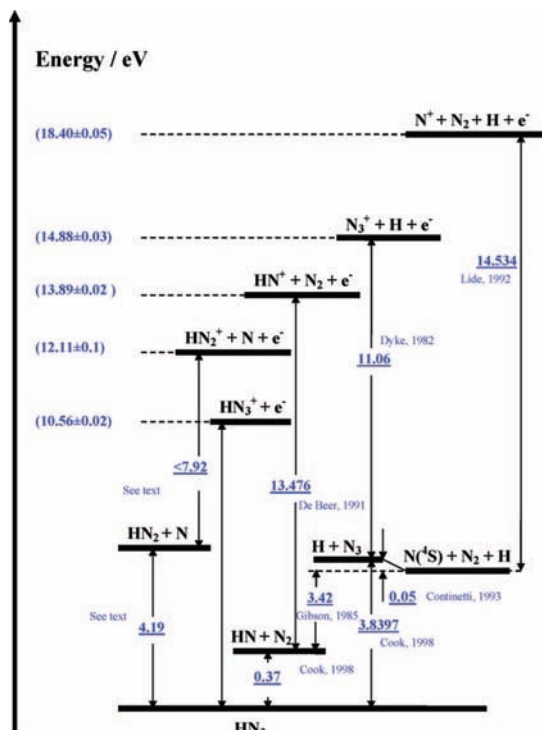 Energy / eV
N⁺ + N₂ + H + e⁻
(18.40±0.05)
N₃⁺ + H + e⁻
(14.88±0.03)
14.534
Lide, 1992
HN⁺ + N₂ + e⁻
(13.89±0.02 )
Dyke, 1982
HN₂⁺ + N + e⁻
(12.11±0.1)
11.06
HN₃⁺ + e⁻
(10.56±0.02)
<7.92
See text
13.476
De Beer, 1991
HN₂ + N
H + N₃
N(⁴S) + N₂ + H
3.42
0.05
Continetti, 1993
Gibson, 1985
See text
4.19
3.8397
Cook, 1998
HN + N₂
Cook, 1998
0.37